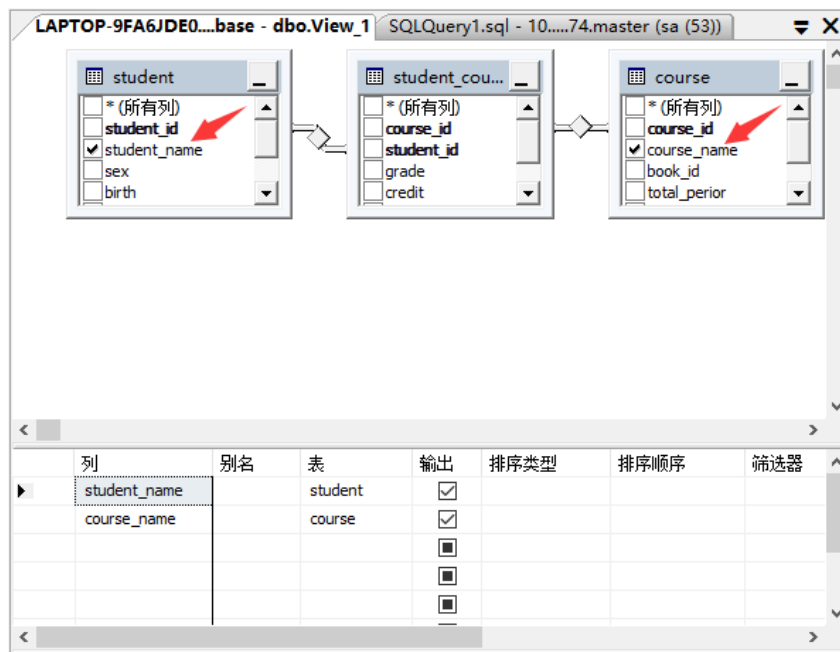 LAPTOP-9FA6JDE0....base - dbo.View_1 SQLQuery1.sql - 10.....74.master (sa (53))
student student_cou... course
* (所有列) * (所有列) * (所有列)
student_id course_id course_id
student_name student_id course_name
sex grade book_id
birth credit total_perior
列 别名 表 输出 排序类型 排序顺序 筛选器
student_name student
course_name course